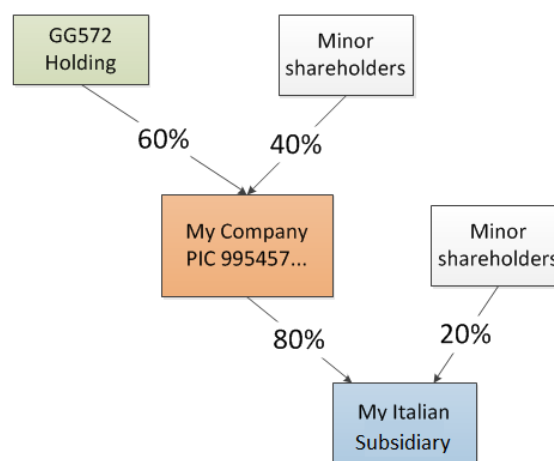 GG572
Holding
Minor
shareholders
60%
40%
My Company
PIC 995457...
Minor
shareholders
80%
20%
My Italian
Subsidiary